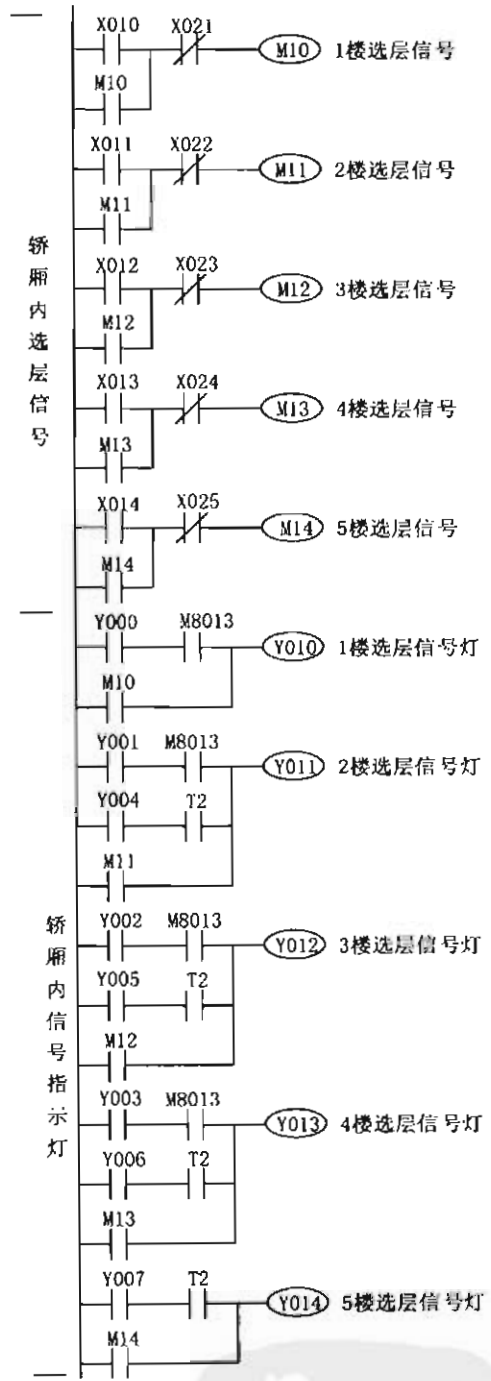 X010 X021
M10 1楼选层信号
M10
X011 X022
M11 2楼选层信号
M11
X012 X023
M12 3楼选层信号
M12
X013 X024
M13 4楼选层信号
M13
X014 X025
M14 5楼选层信号
M14
轿厢内选层信号
Y000 M8013
Y010 1楼选层信号灯
M10
Y001 M8013
Y011 2楼选层信号灯
Y004 T2
M11
Y002 M8013
Y012 3楼选层信号灯
Y005 T2
M12
Y003 M8013
Y013 4楼选层信号灯
Y006 T2
M13
Y007 T2
Y014 5楼选层信号灯
M14
轿厢内信号指示灯